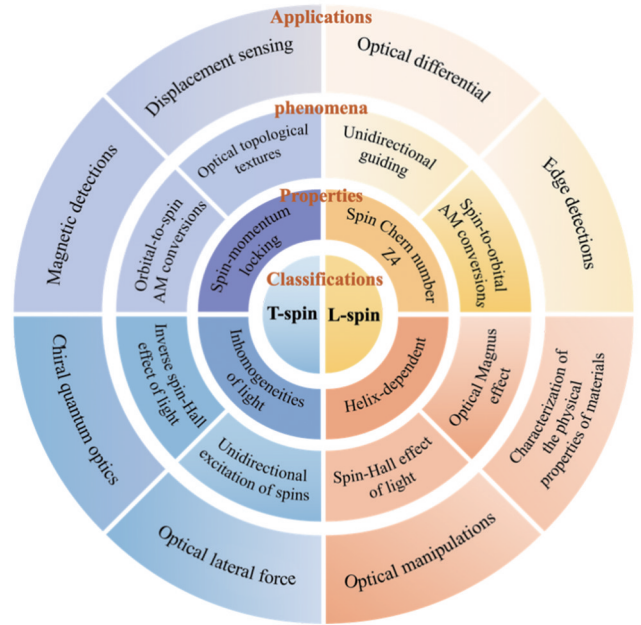 Applications
Displacement sensing
Optical differential
Magnetic detections
Edge detections
Chiral quantum optics
Characterization of
the physical
properties of materials
Optical lateral force
Optical manipulations
phenomena
Optical topological
textures
Unidirectional
guiding
Orbital-to-spin
AM conversions
Spin-to-orbital
AM conversions
Inverse spin-Hall
effect of light
Optical Magnus
effect
Unidirectional
excitation of spins
Spin-Hall effect
of light
Properties
Spin-momentum
locking
Spin Chern number
Z4
Inhomogeneities
of light
Helix-dependent
Classifications
T-spin
L-spin